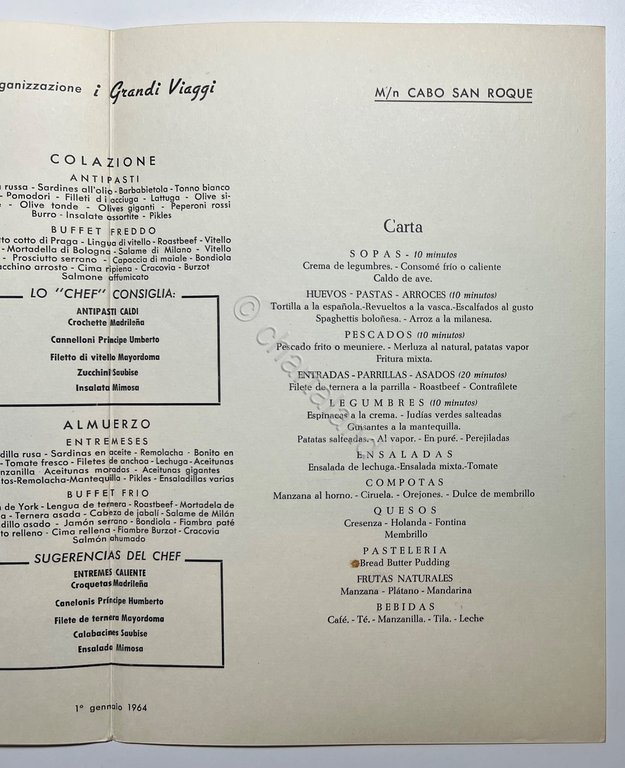 ganizzazione i Grandi Viaggi
COLAZIONE
ANTIPASTI
russa - Sardines all'olio - Barbabietola - Tonno bianco
- Pomodori - Filleti di acciuga - Lattuga - Olive si-
e - Olive tonde - Olives giganti - Peperoni rossi
Burro - Insalate assortite - Pikles
BUFFET FREDDO
tto cotto di Praga - Lingua di vitello - Roastbeef - Vitello
- Mortadella di Bologna - Salame di Milano - Vitello
- Prosciutto serrano - Capaccia di maiale - Bondiola
acchino arrosto - Cima ripiena - Cracovia - Burzot
Salmone affumicato
LO "CHEF" CONSIGLIA:
ANTIPASTI CALDI
Crochette Madrileña
Cannelloni Principe Umberto
Filetto di vitello Mayordoma
Zucchini Saubise
Insalata Mimosa
ALMUERZO
ENTREMESES
dilla rusa - Sardinas en aceite - Remolacha - Bonito en
- Tomate fresco - Filetes de anchoa - Lechuga - Aceitunas
nzanilla - Aceitunas moradas - Aceitunas gigantes
tos-Remolacha-Mantequilla - Pikles - Ensaladillas varias
BUFFET FRIO
n de York - Lengua de ternera - Roastbeef - Mortadela de
a - Ternera asada - Cabeza de jabalí - Salame de Milán
dillo asado - Jamón serrano - Bondiola - Fiambra paté
to relleno - Cima rellena - Fiambre Burzot - Cracovia
Salmón ahumado
SUGERENCIAS DEL CHEF
ENTREMES CALIENTE
Croquetas Madrileña
Canelonis Príncipe Humberto
Filete de ternera Mayordoma
Calabacines Saubise
Ensalada Mimosa
1º gennaio 1964
M/n CABO SAN ROQUE
Carta
SOPAS - 10 minutos
Crema de legumbres. - Consomé frío o caliente
Caldo de ave.
HUEVOS - PASTAS - ARROCES (10 minutos)
Tortilla a la española.-Revueltos a la vasca.-Escalfados al gusto
Spaghettis boloñesa. - Arroz a la milanesa.
PESCADOS (10 minutos)
Pescado frito o meuniere. - Merluza al natural, patatas vapor
Fritura mixta.
ENTRADAS - PARRILLAS - ASADOS (20 minutos)
Filete de ternera a la parrilla - Roastbeef - Contrafilete
LEGUMBRES (10 minutos)
Espinacas a la crema. - Judías verdes salteadas
Guisantes a la mantequilla.
Patatas salteadas. - Al vapor. - En puré. - Perejiladas
ENSALADAS
Ensalada de lechuga.-Ensalada mixta.-Tomate
COMPOTAS
Manzana al horno. - Ciruela. - Orejones. - Dulce de membrillo
QUESOS
Cresenza - Holanda - Fontina
Membrillo
PASTELERIA
Bread Butter Pudding
FRUTAS NATURALES
Manzana - Plátano - Mandarina
BEBIDAS
Café. - Té. - Manzanilla. - Tila. - Leche